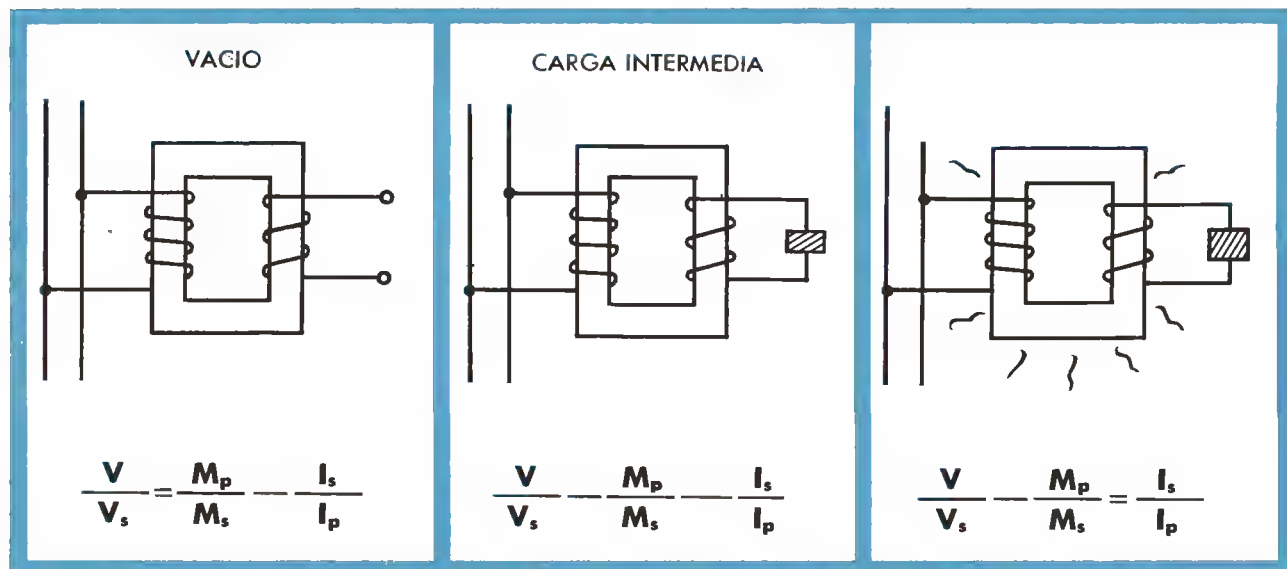 VACIO
V/Vs = Mp/Ms — Is/Ip
CARGA INTERMEDIA
V/Vs — Mp/Ms — Is/Ip
V/Vs — Mp/Ms = Is/Ip